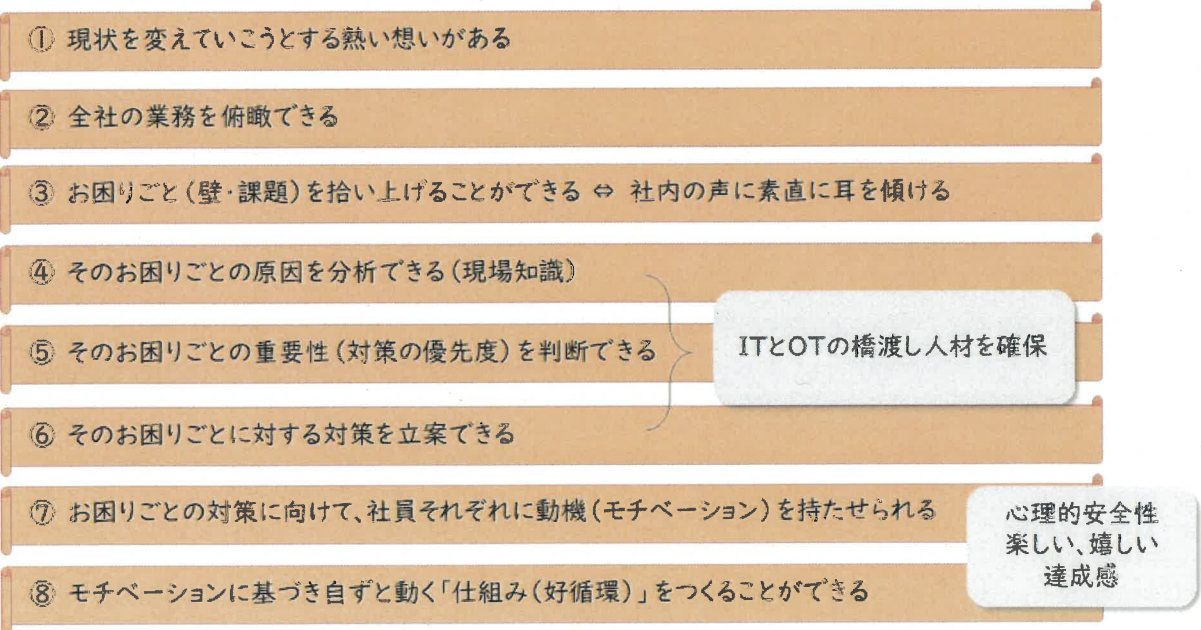 ① 現状を変えていこうとする熱い想いがある
② 全社の業務を俯瞰できる
③ お困りごと(壁・課題)を拾い上げることができる ⇔ 社内の声に素直に耳を傾ける
④ そのお困りごとの原因を分析できる(現場知識)
⑤ そのお困りごとの重要性(対策の優先度)を判断できる
ITとOTの橋渡し人材を確保
⑥ そのお困りごとに対する対策を立案できる
⑦ お困りごとの対策に向けて、社員それぞれに動機(モチベーション)を持たせられる
⑧ モチベーションに基づき自ずと動く「仕組み(好循環)」をつくることができる
心理的安全性
楽しい、嬉しい
達成感